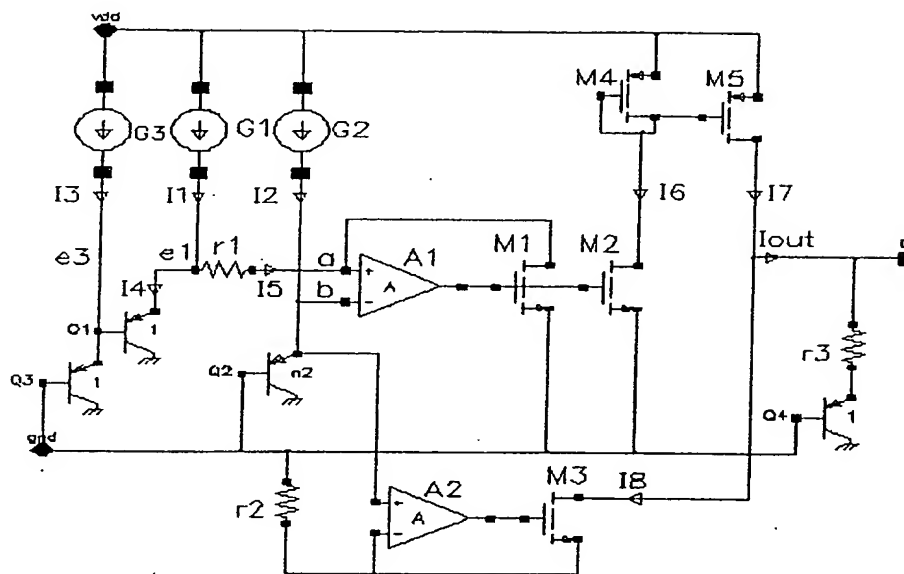 vdd
M4 M5
G3 G1 G2
I3 I1 I2 I6 I7
M1 M2
e3 e1 r1 a A1 Iout
+
A
I4 I5 b -
Q1 1
r3
Q2 n2
Q3 1
Q4 1
gnd
A2 M3 I8
r2 +
A
-